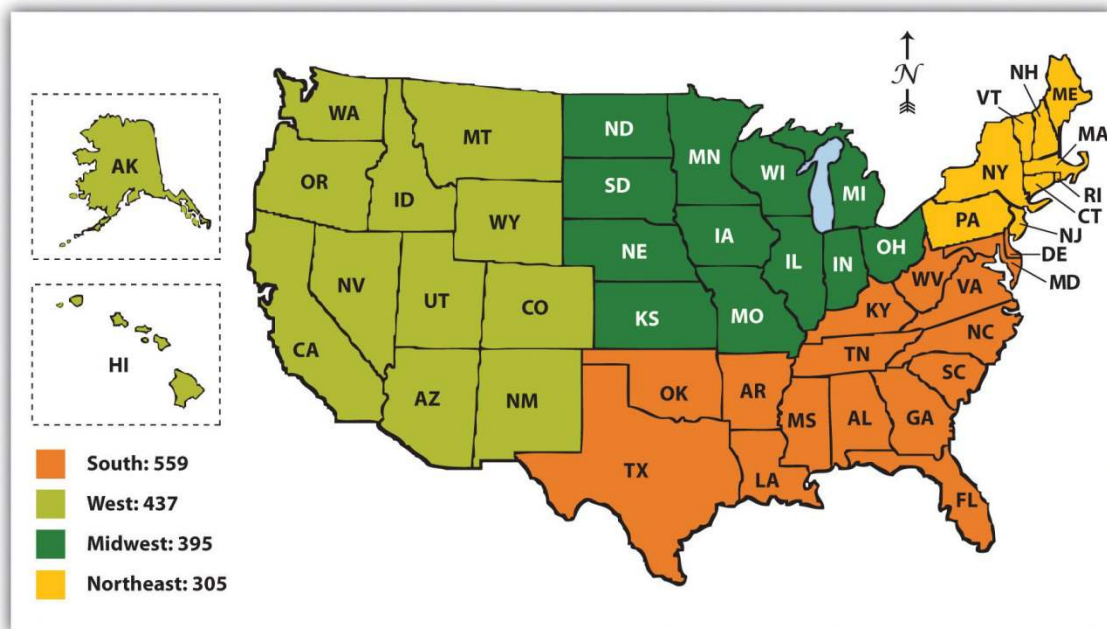 N
NH
ME
VT
WA
MT
ND
MN
MA
AK
OR
ID
SD
WI
MI
NY
RI
CT
WY
PA
NJ
IA
NE
OH
DE
NV
UT
CO
IL
IN
WV
VA
MD
KS
MO
KY
CA
HI
NC
TN
AZ
NM
OK
AR
SC
MS
AL
GA
TX
LA
FL
South: 559
West: 437
Midwest: 395
Northeast: 305